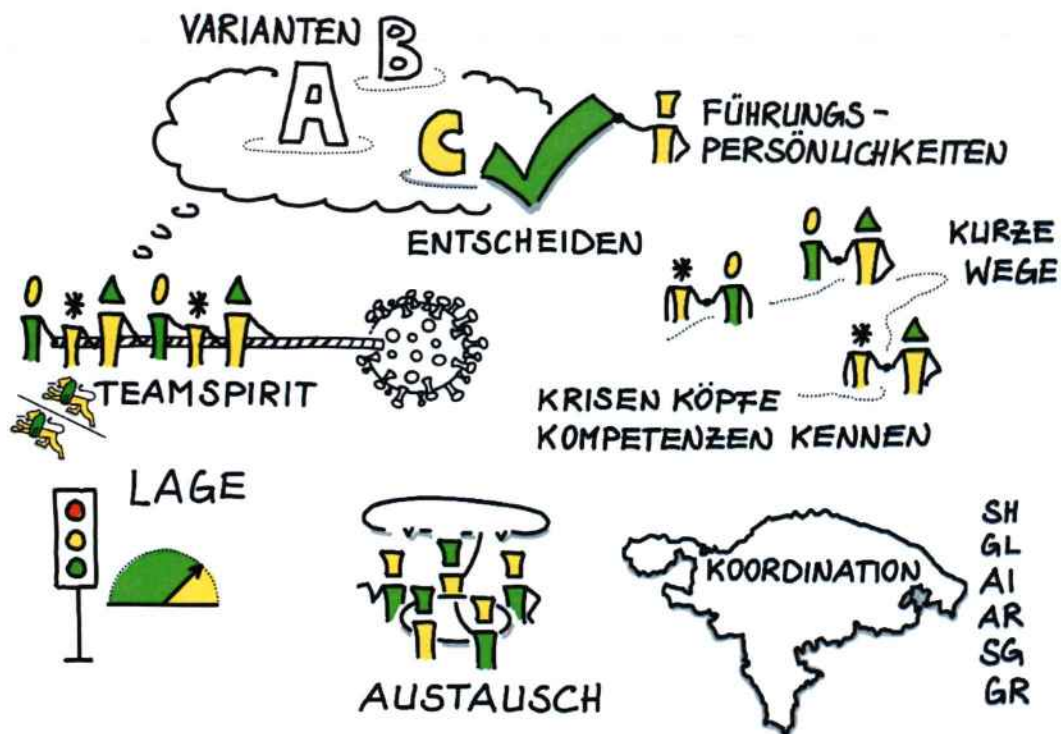 VARIANTEN
A
B
C
FÜHRUNGS-
PERSÖNLICHKEITEN
ENTSCHEIDEN
KURZE
WEGE
TEAMSPIRIT
KRISEN KÖPFE
KOMPETENZEN KENNEN
LAGE
AUSTAUSCH
KOORDINATION
SH
GL
AI
AR
SG
GR